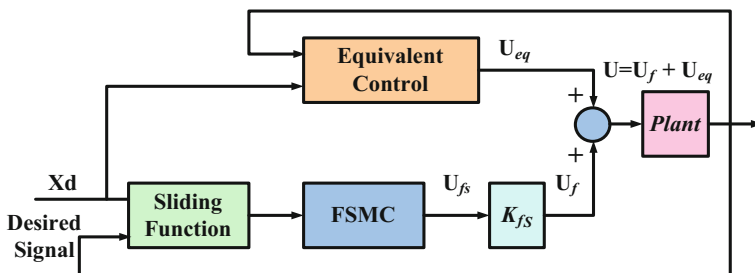 Equivalent
Control
U_eq
U=U_f + U_eq
+
Plant
+
Xd
Desired
Signal
Sliding
Function
FSMC
U_fs
K_fS
U_f